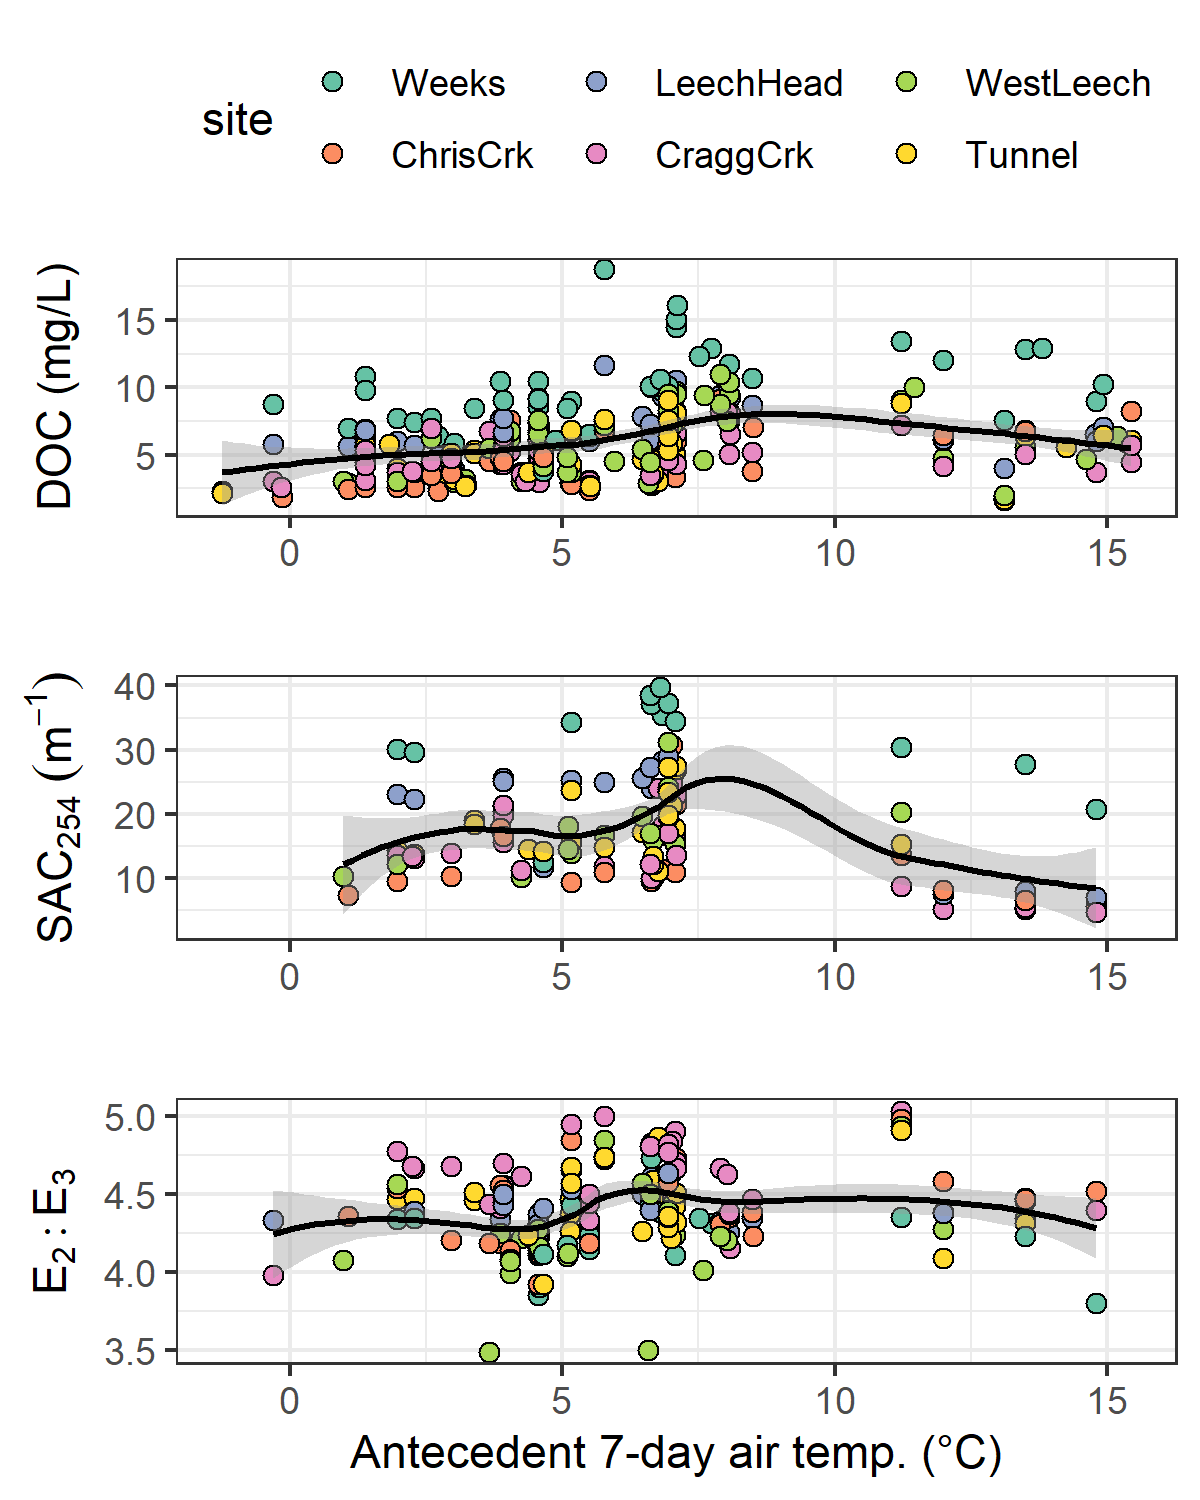 site
Weeks LeechHead WestLeech
ChrisCrk CraggCrk Tunnel
DOC (mg/L)
15
10
5
0 5 10 15
SAC₂₅₄ (m⁻¹)
40
30
20
10
0 5 10 15
E₂ : E₃
5.0
4.5
4.0
3.5
0 5 10 15
Antecedent 7-day air temp. (°C)